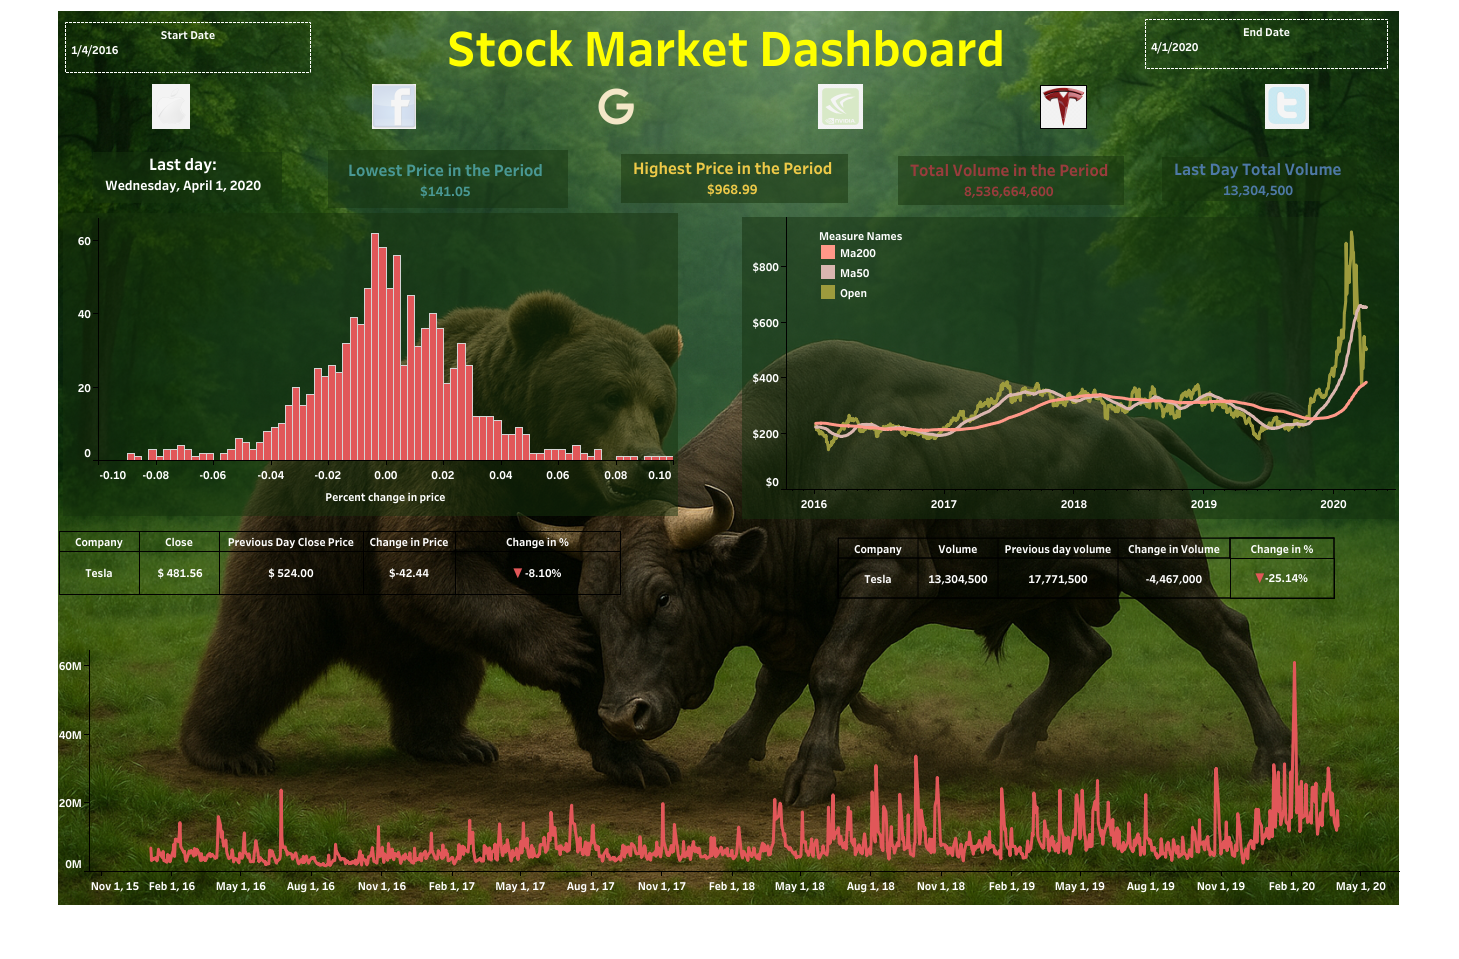 Start Date
1/4/2016
Stock Market Dashboard
End Date
4/1/2020
f
G
t
Last day:
Wednesday, April 1, 2020
Lowest Price in the Period
$141.05
Highest Price in the Period
$968.99
Total Volume in the Period
8,536,664,600
Last Day Total Volume
13,304,500
60
40
20
0
-0.10 -0.08 -0.06 -0.04 -0.02 0.00 0.02 0.04 0.06 0.08 0.10
Percent change in price
Measure Names
Ma200
Ma50
Open
$800
$600
$400
$200
$0
2016 2017 2018 2019 2020
Company Close Previous Day Close Price Change in Price Change in %
Tesla $ 481.56 $ 524.00 $-42.44 ▼ -8.10%
Company Volume Previous day volume Change in Volume Change in %
Tesla 13,304,500 17,771,500 -4,467,000 ▼-25.14%
60M
40M
20M
0M
Nov 1, 15 Feb 1, 16 May 1, 16 Aug 1, 16 Nov 1, 16 Feb 1, 17 May 1, 17 Aug 1, 17 Nov 1, 17 Feb 1, 18 May 1, 18 Aug 1, 18 Nov 1, 18 Feb 1, 19 May 1, 19 Aug 1, 19 Nov 1, 19 Feb 1, 20 May 1, 20